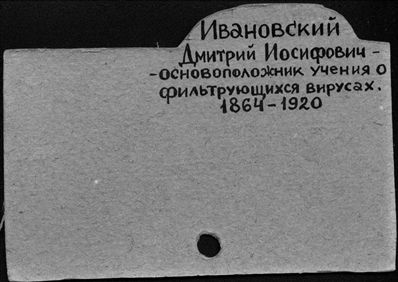 Ивановский
Дмитрий Иосифович -
- основоположник учения о
фильтрующихся вирусах.
1864-1920